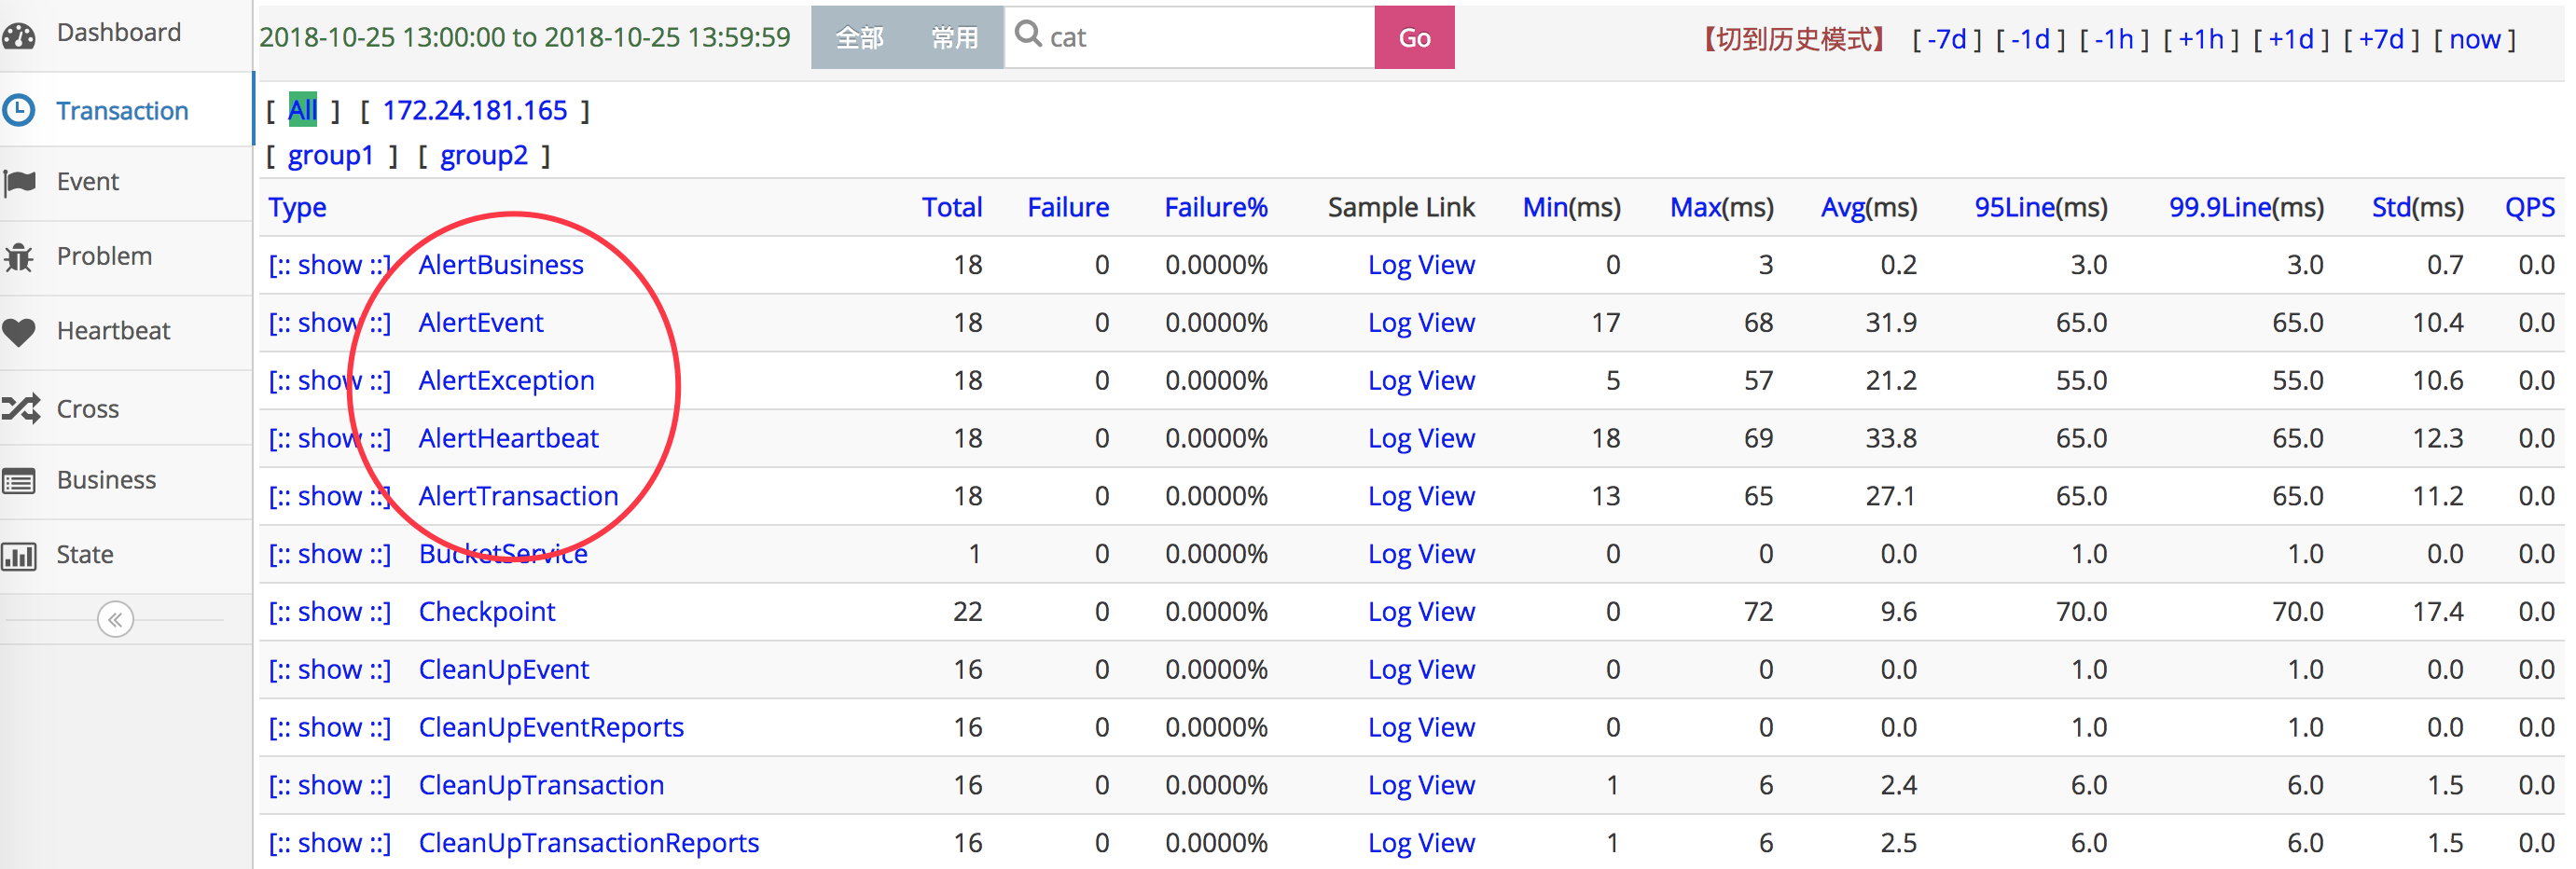 Dashboard
Transaction
Event
Problem
Heartbeat
Cross
Business
State
2018-10-25 13:00:00 to 2018-10-25 13:59:59 全部 常用 cat Go 【切到历史模式】 [ -7d ] [ -1d ] [ -1h ] [ +1h ] [ +1d ] [ +7d ] [ now ]
[ All ] [ 172.24.181.165 ]
[ group1 ] [ group2 ]
Type Total Failure Failure% Sample Link Min(ms) Max(ms) Avg(ms) 95Line(ms) 99.9Line(ms) Std(ms) QPS
[:: show ::] AlertBusiness 18 0 0.0000% Log View 0 3 0.2 3.0 3.0 0.7 0.0
[:: show ::] AlertEvent 18 0 0.0000% Log View 17 68 31.9 65.0 65.0 10.4 0.0
[:: show ::] AlertException 18 0 0.0000% Log View 5 57 21.2 55.0 55.0 10.6 0.0
[:: show ::] AlertHeartbeat 18 0 0.0000% Log View 18 69 33.8 65.0 65.0 12.3 0.0
[:: show ::] AlertTransaction 18 0 0.0000% Log View 13 65 27.1 65.0 65.0 11.2 0.0
[:: show ::] BucketService 1 0 0.0000% Log View 0 0 0.0 1.0 1.0 0.0 0.0
[:: show ::] Checkpoint 22 0 0.0000% Log View 0 72 9.6 70.0 70.0 17.4 0.0
[:: show ::] CleanUpEvent 16 0 0.0000% Log View 0 0 0.0 1.0 1.0 0.0 0.0
[:: show ::] CleanUpEventReports 16 0 0.0000% Log View 0 0 0.0 1.0 1.0 0.0 0.0
[:: show ::] CleanUpTransaction 16 0 0.0000% Log View 1 6 2.4 6.0 6.0 1.5 0.0
[:: show ::] CleanUpTransactionReports 16 0 0.0000% Log View 1 6 2.5 6.0 6.0 1.5 0.0